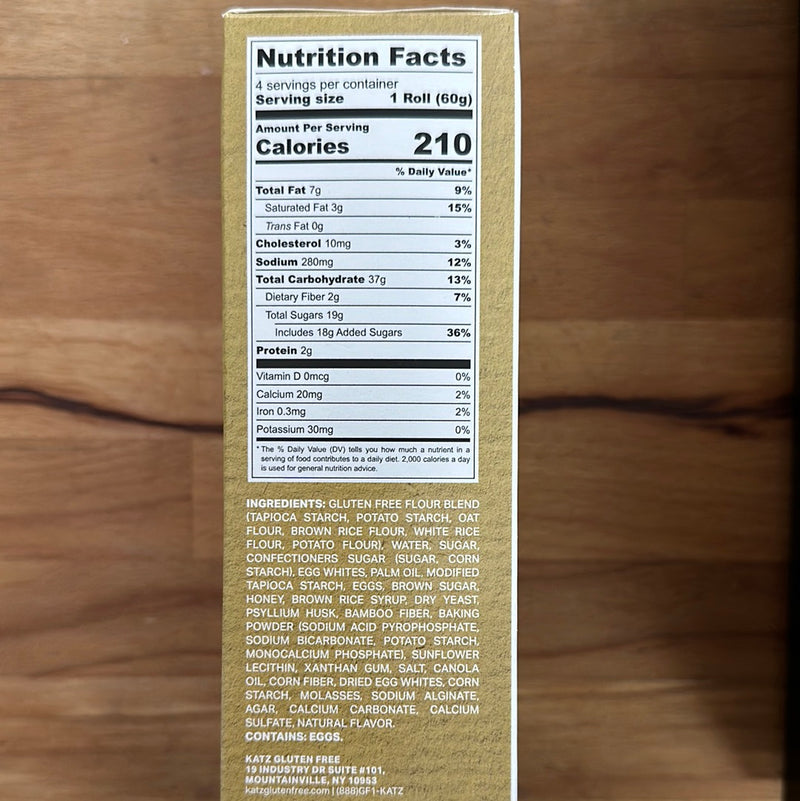 Nutrition Facts
4 servings per container
Serving size 1 Roll (60g)
Amount Per Serving
Calories 210
% Daily Value*
Total Fat 7g 9%
Saturated Fat 3g 15%
Trans Fat 0g
Cholesterol 10mg 3%
Sodium 280mg 12%
Total Carbohydrate 37g 13%
Dietary Fiber 2g 7%
Total Sugars 19g
Includes 18g Added Sugars 36%
Protein 2g
Vitamin D 0mcg 0%
Calcium 20mg 2%
Iron 0.3mg 2%
Potassium 30mg 0%
* The % Daily Value (DV) tells you how much a nutrient in a
serving of food contributes to a daily diet. 2,000 calories a day
is used for general nutrition advice.
INGREDIENTS: GLUTEN FREE FLOUR BLEND
(TAPIOCA STARCH, POTATO STARCH, OAT
FLOUR, BROWN RICE FLOUR, WHITE RICE
FLOUR, POTATO FLOUR), WATER, SUGAR,
CONFECTIONERS SUGAR (SUGAR, CORN
STARCH), EGG WHITES, PALM OIL, MODIFIED
TAPIOCA STARCH, EGGS, BROWN SUGAR,
HONEY, BROWN RICE SYRUP, DRY YEAST,
PSYLLIUM HUSK, BAMBOO FIBER, BAKING
POWDER (SODIUM ACID PYROPHOSPHATE,
SODIUM BICARBONATE, POTATO STARCH,
MONOCALCIUM PHOSPHATE), SUNFLOWER
LECITHIN, XANTHAN GUM, SALT, CANOLA
OIL, CORN FIBER, DRIED EGG WHITES, CORN
STARCH, MOLASSES, SODIUM ALGINATE,
AGAR, CALCIUM CARBONATE, CALCIUM
SULFATE, NATURAL FLAVOR.
CONTAINS: EGGS.
KATZ GLUTEN FREE
19 INDUSTRY DR SUITE #101,
MOUNTAINVILLE, NY 10953
katzglutenfree.com | (888)GF1-KATZ